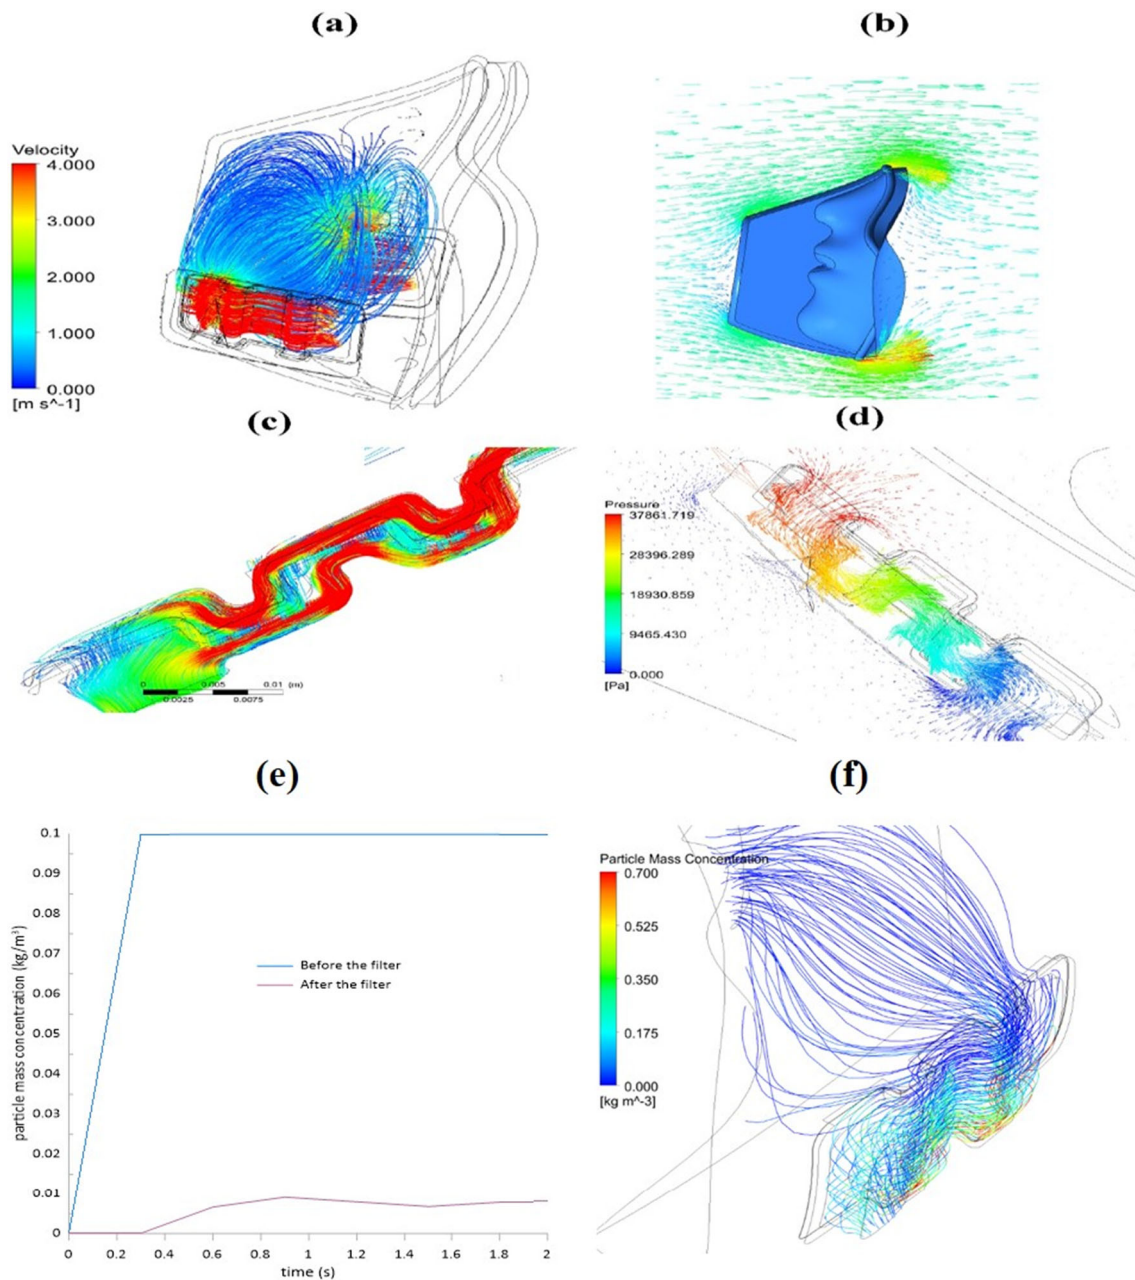 (a)
(b)
Velocity
4.000
3.000
2.000
1.000
0.000
[m s^-1]
(c)
(d)
0 0.005 0.01 (m)
0.0025 0.0075
Pressure
37861.719
28396.289
18930.859
9465.430
0.000
[Pa]
(e)
(f)
particle mass concentration (kg/m³)
0.1
0.09
0.08
0.07
0.06
0.05
0.04
0.03
0.02
0.01
0
Before the filter
After the filter
0 0.2 0.4 0.6 0.8 1 1.2 1.4 1.6 1.8 2
time (s)
Particle Mass Concentration
0.700
0.525
0.350
0.175
0.000
[kg m^-3]